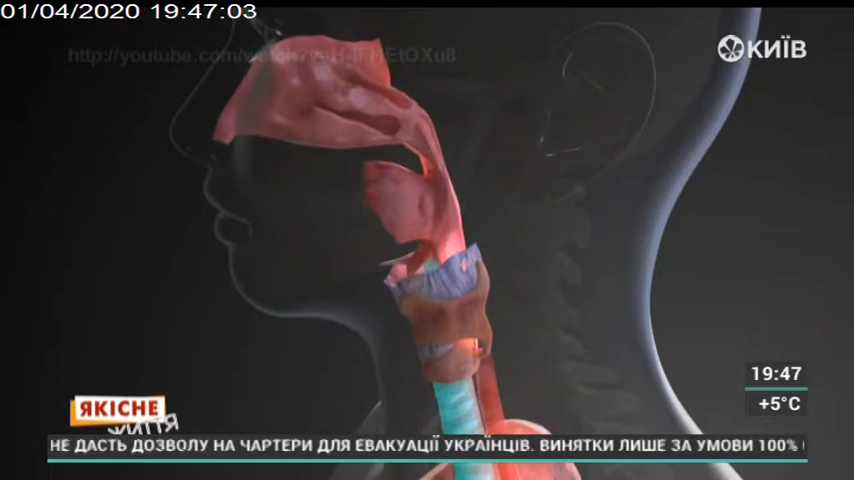 01/04/2020 19:47:03
КИЇВ
19:47
+5°C
ЯКІСНЕ
ЖИТТЯ
НЕ ДАСТЬ ДОЗВОЛУ НА ЧАРТЕРИ ДЛЯ ЕВАКУАЦІЇ УКРАЇНЦІВ. ВИНЯТКИ ЛИШЕ ЗА УМОВИ 100%